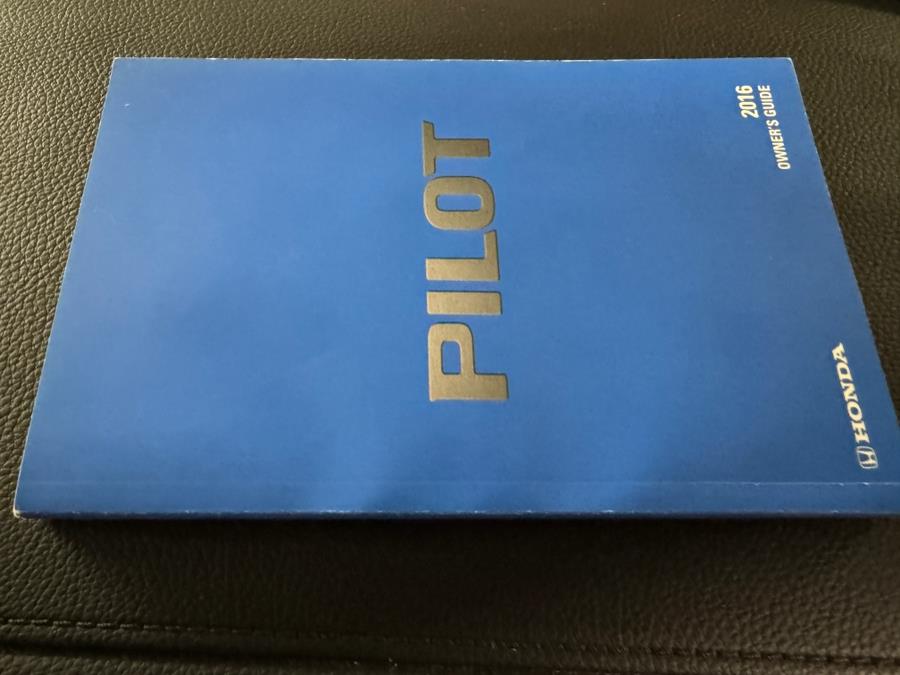 PILOT
2016
OWNER'S GUIDE
HONDA